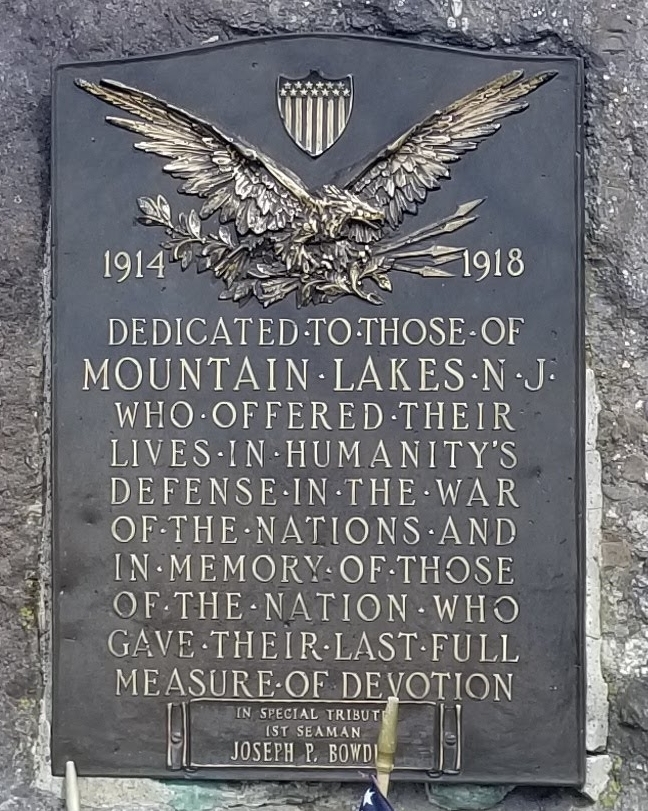 1914 1918
DEDICATED·TO·THOSE·OF
MOUNTAIN·LAKES·N·J·
WHO·OFFERED·THEIR
LIVES·IN·HUMANITY'S
DEFENSE·IN·THE·WAR
OF·THE·NATIONS·AND
IN·MEMORY·OF·THOSE
OF·THE·NATION·WHO
GAVE·THEIR·LAST·FULL
MEASURE·OF·DEVOTION
IN SPECIAL TRIBUTE
1ST SEAMAN
JOSEPH P.